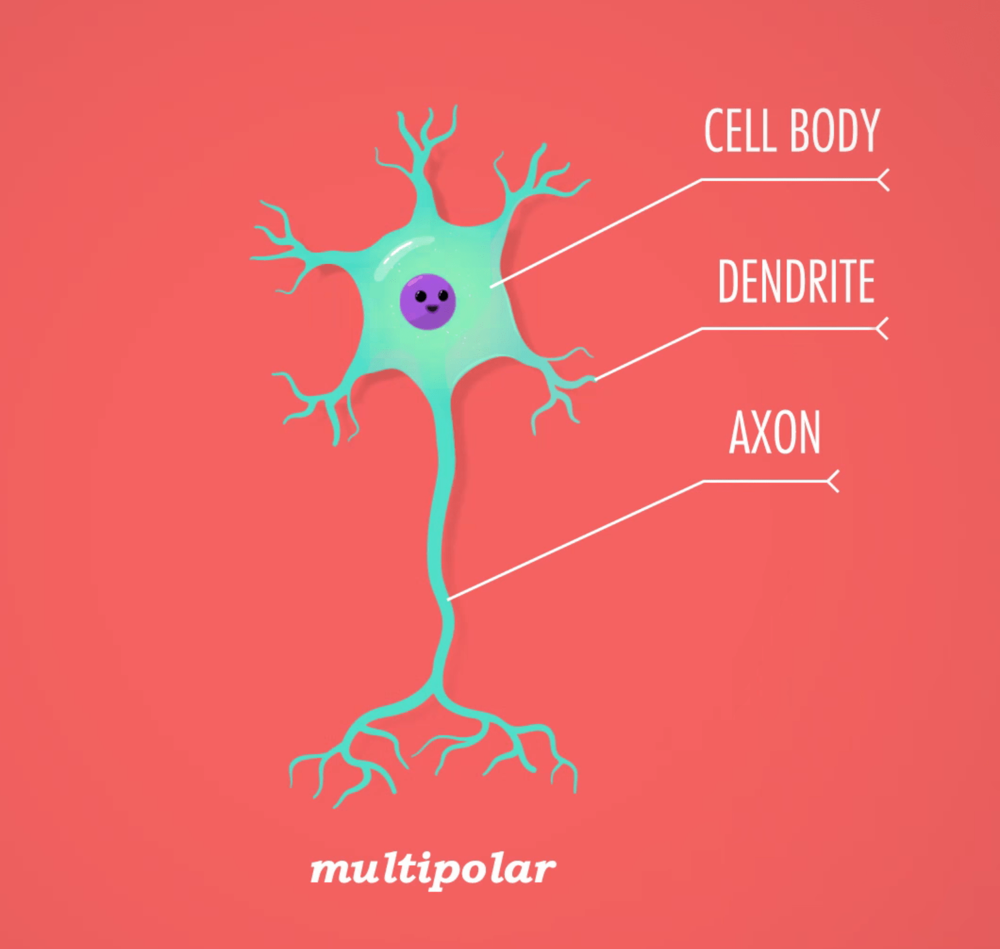 CELL BODY
DENDRITE
AXON
multipolar